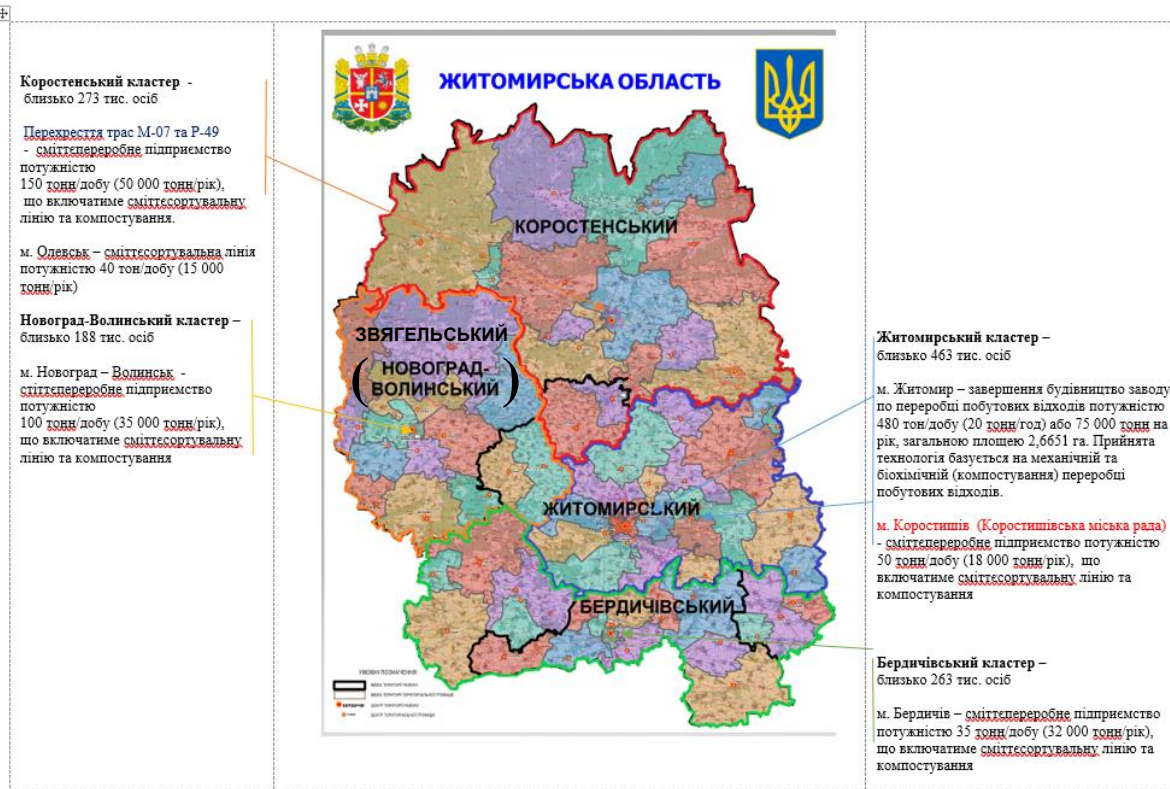 Коростенський кластер -
близько 273 тис. осіб
Перехрестя трас М-07 та Р-49
- сміттєпереробне підприємство
потужністю
150 тонн/добу (50 000 тонн/рік),
що включатиме сміттєсортувальну
лінію та компостування.
м. Олевськ – сміттєсортувальна лінія
потужністю 40 тон/добу (15 000
тонн/рік)
Новоград-Волинський кластер –
близько 188 тис. осіб
м. Новоград – Волинськ -
стіттєпереробне підприємство
потужністю
100 тонн/добу (35 000 тонн/рік),
що включатиме сміттєсортувальну
лінію та компостування
ЖИТОМИРСЬКА ОБЛАСТЬ
КОРОСТЕНСЬКИЙ
ЗВЯГЕЛЬСЬКИЙ
(НОВОГРАД-
ВОЛИНСЬКИЙ)
ЖИТОМИРСЬКИЙ
БЕРДИЧІВСЬКИЙ
УМОВНІ ПОЗНАЧЕННЯ
Житомирський кластер –
близько 463 тис. осіб
м. Житомир – завершення будівництво заводу
по переробці побутових відходів потужністю
480 тон/добу (20 тонн/год) або 75 000 тонн на
рік, загальною площею 2,6651 га. Прийнята
технологія базується на механічній та
біохімічній (компостування) переробці
побутових відходів.
м. Коростишів (Коростишівська міська рада)
- сміттєпереробне підприємство потужністю
50 тонн/добу (18 000 тонн/рік), що
включатиме сміттєсортувальну лінію та
компостування
Бердичівський кластер –
близько 263 тис. осіб
м. Бердичів – сміттєпереробне підприємство
потужністю 35 тонн/добу (32 000 тонн/рік),
що включатиме сміттєсортувальну лінію та
компостування